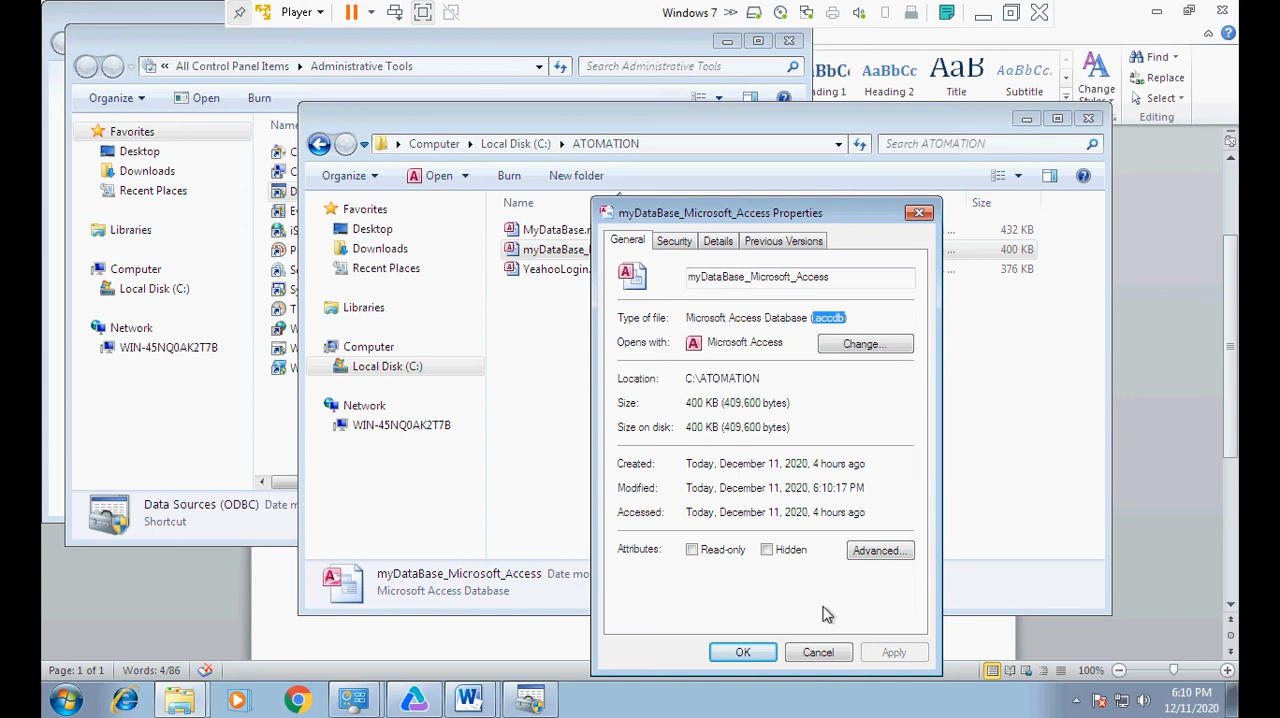 Player
Windows 7
All Control Panel Items
Administrative Tools
Search Administrative Tools
Organize
Open
Burn
Heading 2
Title
Subtitle
AaBbCc
AaB
AaBbCc.
Change
Find
Replace
Select
Editing
Favorites
Desktop
Downloads
Recent Places
Libraries
Computer
Local Disk (C:)
Network
WIN-45NQ0AK2T8B
Data Sources (ODBC)
Shortcut
Computer
Local Disk (C:)
ATOMATION
Search ATOMATION
Organize
Open
Burn
New folder
Favorites
Desktop
Downloads
Recent Places
Libraries
Computer
Local Disk (C:)
Network
WIN-45NQ0AK2T7B
Name
Size
432 KB
400 KB
376 KB
myDataBase_Microsoft_Access
Microsoft Access Database
myDataBase_Microsoft_Access Properties
General
Security
Details
Previous Versions
myDataBase_Microsoft_Access
Type of file: Microsoft Access Database (.accdb)
Opens with: Microsoft Access
Change...
Location: C:\ATOMATION
Size: 400 KB (409,600 bytes)
Size on disk: 400 KB (409,600 bytes)
Created: Today, December 11, 2020, 4 hours ago
Modified: Today, December 11, 2020, 6:10:17 PM
Accessed: Today, December 11, 2020, 4 hours ago
Attributes: Read-only Hidden
Advanced...
OK
Cancel
Apply
Page: 1 of 1
Words: 4/86
100%
6:10 PM
12/11/2020